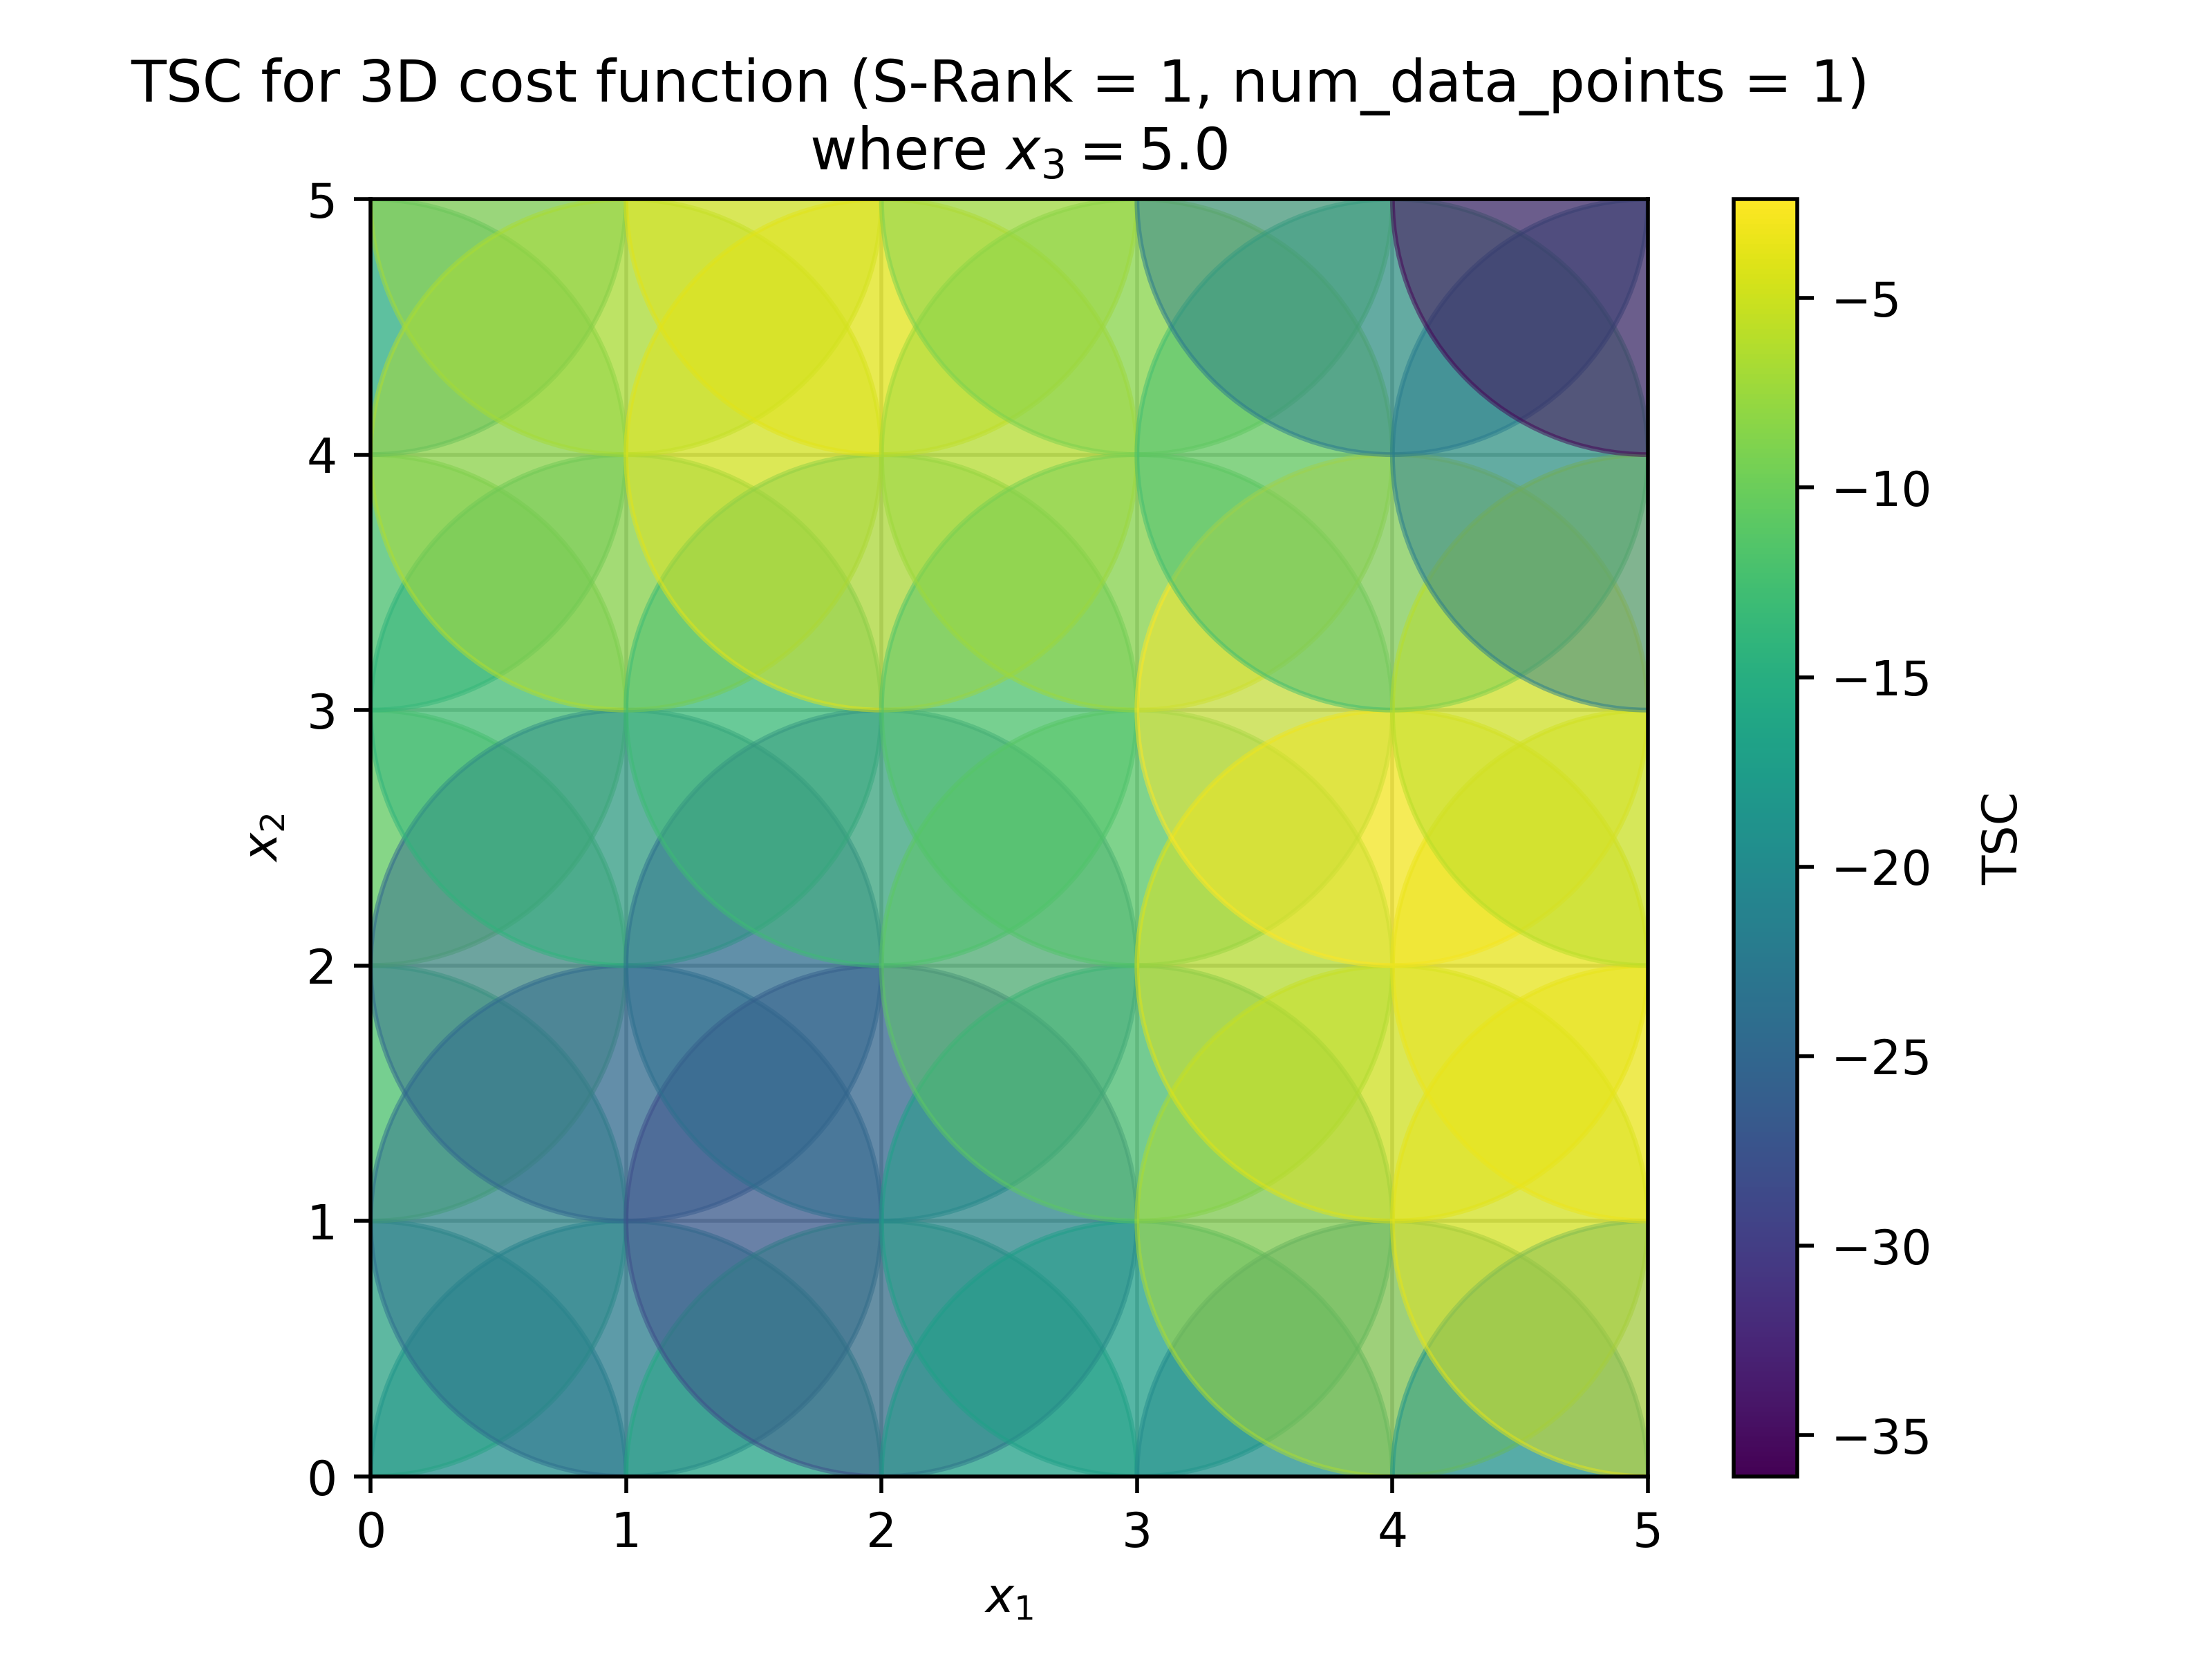 TSC for 3D cost function (S-Rank = 1, num_data_points = 1)
where x₃ = 5.0
5
4
3
2
1
0
x₂
0 1 2 3 4 5
x₁
−5
−10
−15
−20
−25
−30
−35
TSC